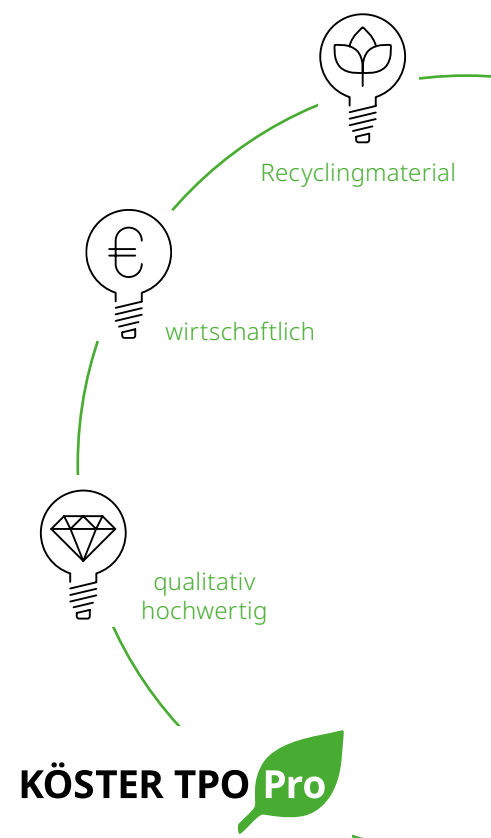 Recyclingmaterial
€
wirtschaftlich
qualitativ
hochwertig
KÖSTER TPO Pro